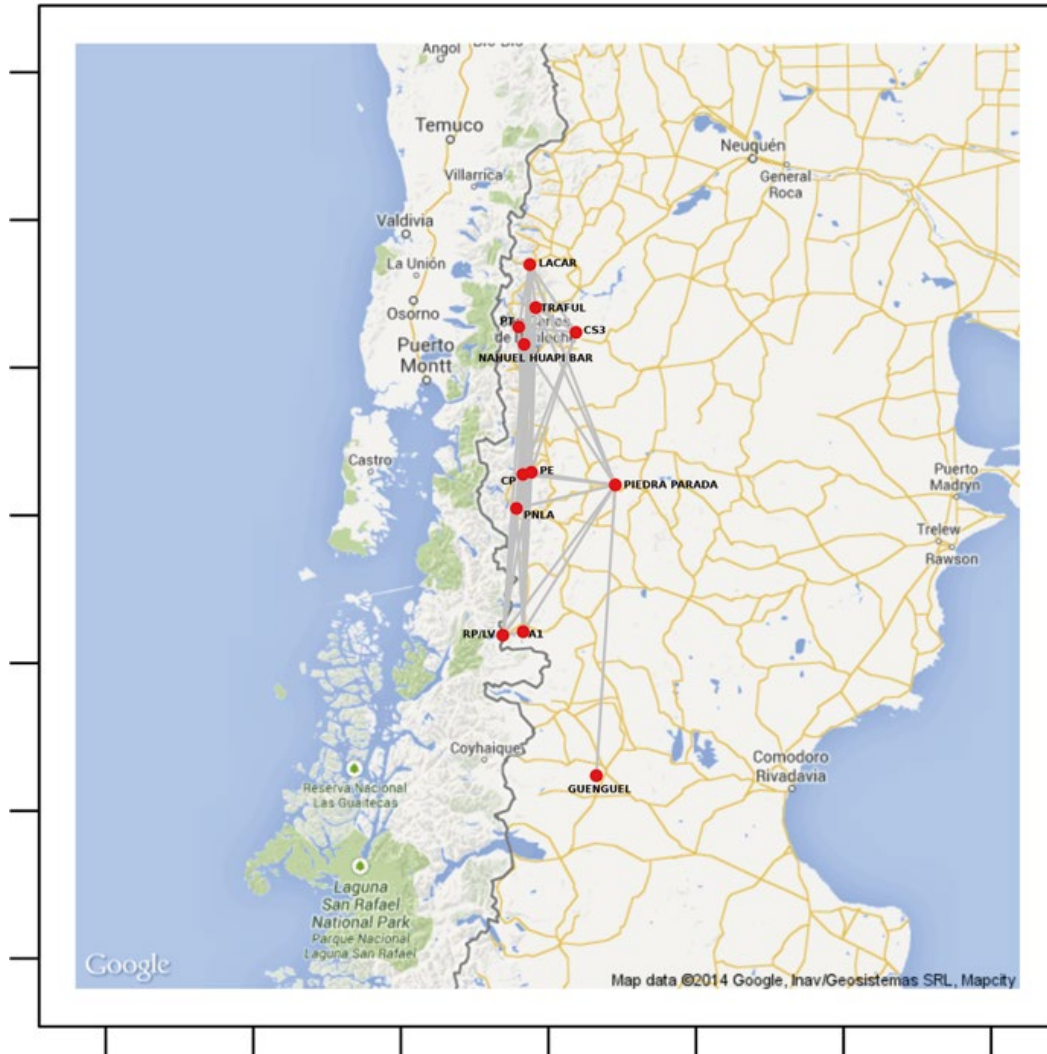 Angol
Temuco
Villarrica
Neuquén
General
Roca
Valdivia
La Unión
LACAR
Osorno
TRAFUL
PT
CS3
Puerto
Montt
NAHUEL HUAPI BAR
Castro
CP
PE
PIEDRA PARADA
Puerto
Madryn
PNLA
Trelew
Rawson
RP/LV
A1
Coyhaique
Comodoro
Rivadavia
GUENGUEL
Reserva Nacional
Las Guaitecas
Laguna
San Rafael
National Park
Parque Nacional
Laguna San Rafael
Google
Map data ©2014 Google, Inav/Geosistemas SRL, Mapcity